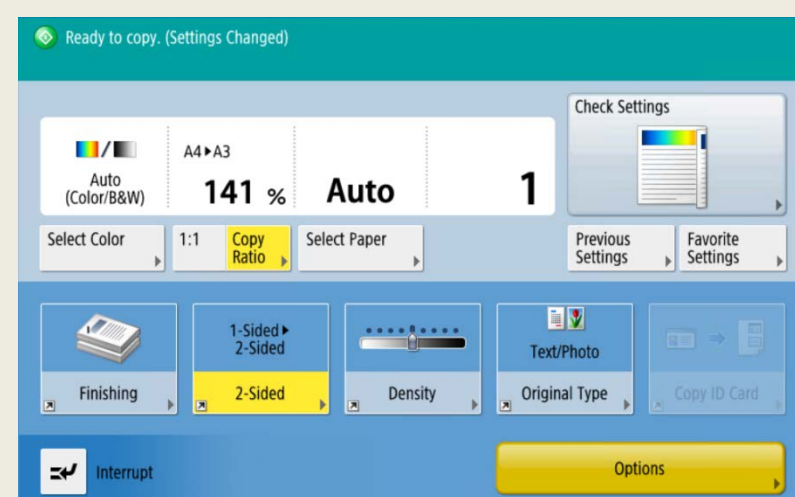 Ready to copy. (Settings Changed)
Check Settings
A4▶A3
Auto
(Color/B&W)
141 %
Auto
1
Select Color
1:1
Copy
Ratio
Select Paper
Previous
Settings
Favorite
Settings
1-Sided▶
2-Sided
Text/Photo
Finishing
2-Sided
Density
Original Type
Copy ID Card
Interrupt
Options